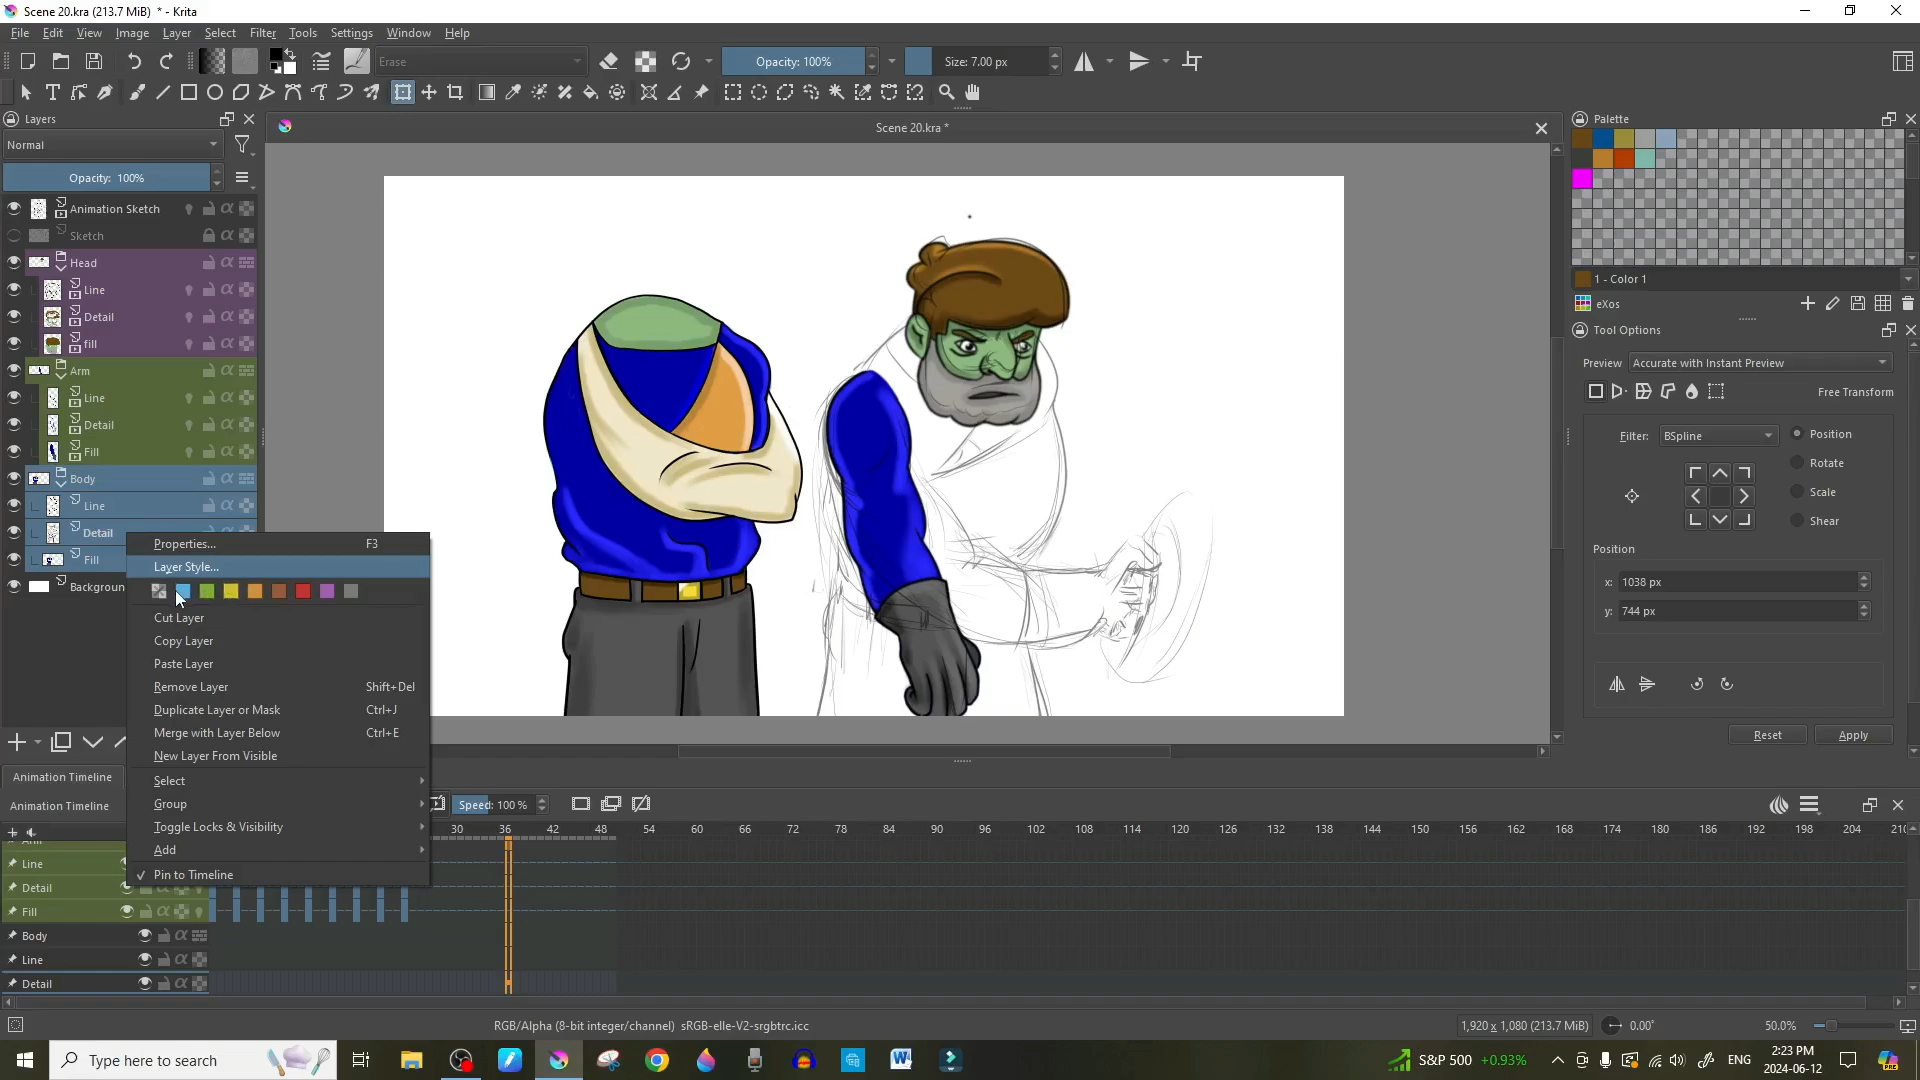 Scene 20.kra (213.7 MiB)  * - Krita
File Edit View Image Layer Select Filter Tools Settings Window Help
Erase
Opacity: 100%
Size: 7.00 px
Layers
Scene 20.kra *
Palette
Normal
Opacity:  100%
Animation Sketch
Sketch
Head
Line
Detail
fill
Arm
Line
Detail
Fill
Body
Line
Detail
Fill
Backgroun
Properties... F3
Layer Style...
Cut Layer
Copy Layer
Paste Layer
Remove Layer Shift+Del
Duplicate Layer or Mask Ctrl+J
Merge with Layer Below Ctrl+E
New Layer From Visible
Select
Group
Toggle Locks & Visibility
Add
✓ Pin to Timeline
1 - Color 1
eXos
Tool Options
Preview Accurate with Instant Preview
Free Transform
Filter: BSpline
Position
Rotate
Scale
Shear
Position
x: 1038 px
y: 744 px
Reset Apply
Animation Timeline
Animation Timeline
Speed: 100 %
30 36 42 48 54 60 66 72 78 84 90 96 102 108 114 120 126 132 138 144 150 156 162 168 174 180 186 192 198 204 210
Line
Detail
Fill
Body
Line
Detail
RGB/Alpha (8-bit integer/channel)  sRGB-elle-V2-srgbtrc.icc
1,920 x 1,080 (213.7 MiB)
0.00°
50.0%
Type here to search
S&P 500 +0.93%
ENG
2:23 PM
2024-06-12